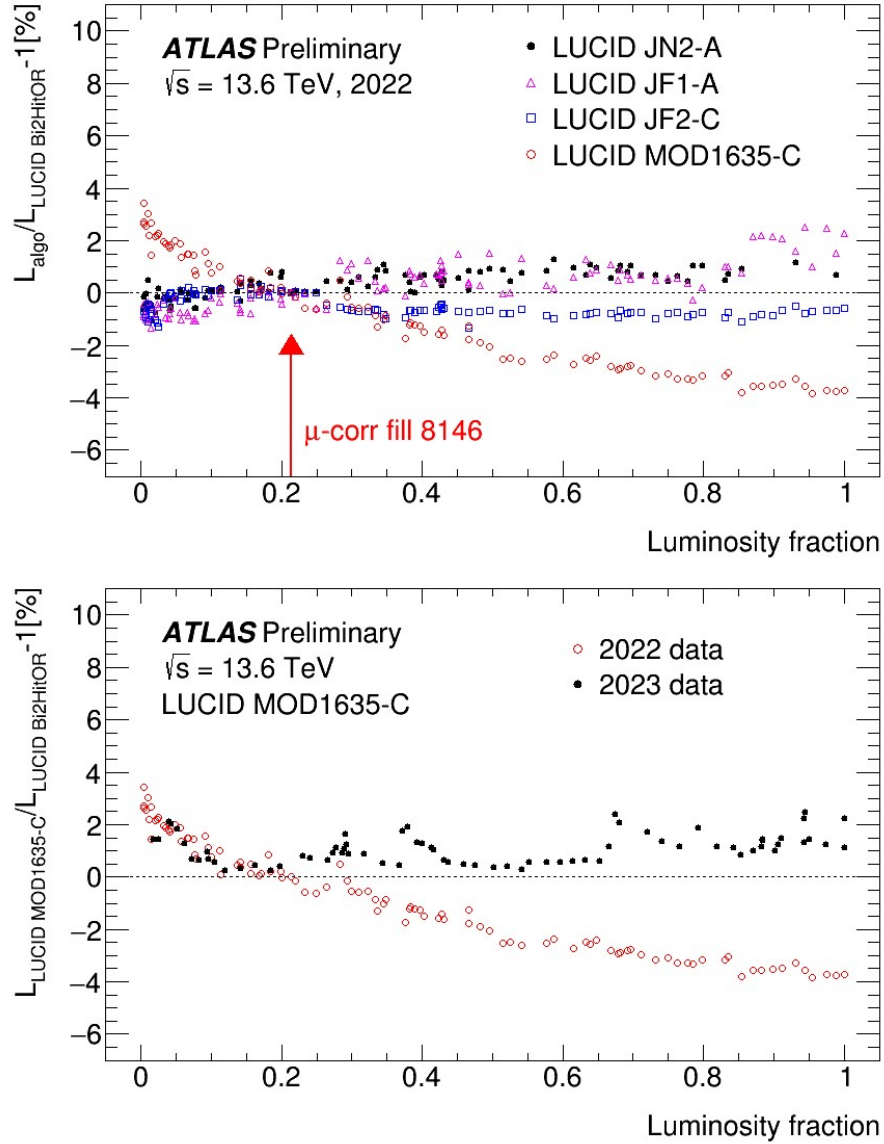 L_algo/L_LUCID Bi2HitOR-1[%]
10
8
6
4
2
0
−2
−4
−6
ATLAS Preliminary
√s = 13.6 TeV, 2022
LUCID JN2-A
LUCID JF1-A
LUCID JF2-C
LUCID MOD1635-C
μ-corr fill 8146
0 0.2 0.4 0.6 0.8 1
Luminosity fraction
L_LUCID MOD1635-C/L_LUCID Bi2HitOR-1[%]
10
8
6
4
2
0
−2
−4
−6
ATLAS Preliminary
√s = 13.6 TeV
LUCID MOD1635-C
2022 data
2023 data
0 0.2 0.4 0.6 0.8 1
Luminosity fraction